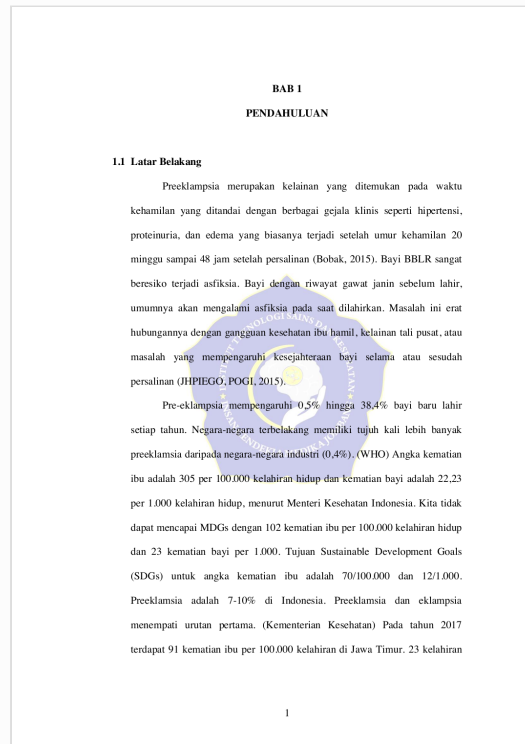 BAB 1
PENDAHULUAN
1.1 Latar Belakang
Preeklampsia merupakan kelainan yang ditemukan pada waktu
kehamilan yang ditandai dengan berbagai gejala klinis seperti hipertensi,
proteinuria, dan edema yang biasanya terjadi setelah umur kehamilan 20
minggu sampai 48 jam setelah persalinan (Bobak, 2015). Bayi BBLR sangat
beresiko terjadi asfiksia. Bayi dengan riwayat gawat janin sebelum lahir,
umumnya akan mengalami asfiksia pada saat dilahirkan. Masalah ini erat
hubungannya dengan gangguan kesehatan ibu hamil, kelainan tali pusat, atau
masalah yang mempengaruhi kesejahteraan bayi selama atau sesudah
persalinan (JHPIEGO, POGI, 2015).
Pre-eklampsia mempengaruhi 0,5% hingga 38,4% bayi baru lahir
setiap tahun. Negara-negara terbelakang memiliki tujuh kali lebih banyak
preeklamsia daripada negara-negara industri (0,4%). (WHO) Angka kematian
ibu adalah 305 per 100.000 kelahiran hidup dan kematian bayi adalah 22,23
per 1.000 kelahiran hidup, menurut Menteri Kesehatan Indonesia. Kita tidak
dapat mencapai MDGs dengan 102 kematian ibu per 100.000 kelahiran hidup
dan 23 kematian bayi per 1.000. Tujuan Sustainable Development Goals
(SDGs) untuk angka kematian ibu adalah 70/100.000 dan 12/1.000.
Preeklamsia adalah 7-10% di Indonesia. Preeklamsia dan eklampsia
menempati urutan pertama. (Kementerian Kesehatan) Pada tahun 2017
terdapat 91 kematian ibu per 100.000 kelahiran di Jawa Timur. 23 kelahiran
1